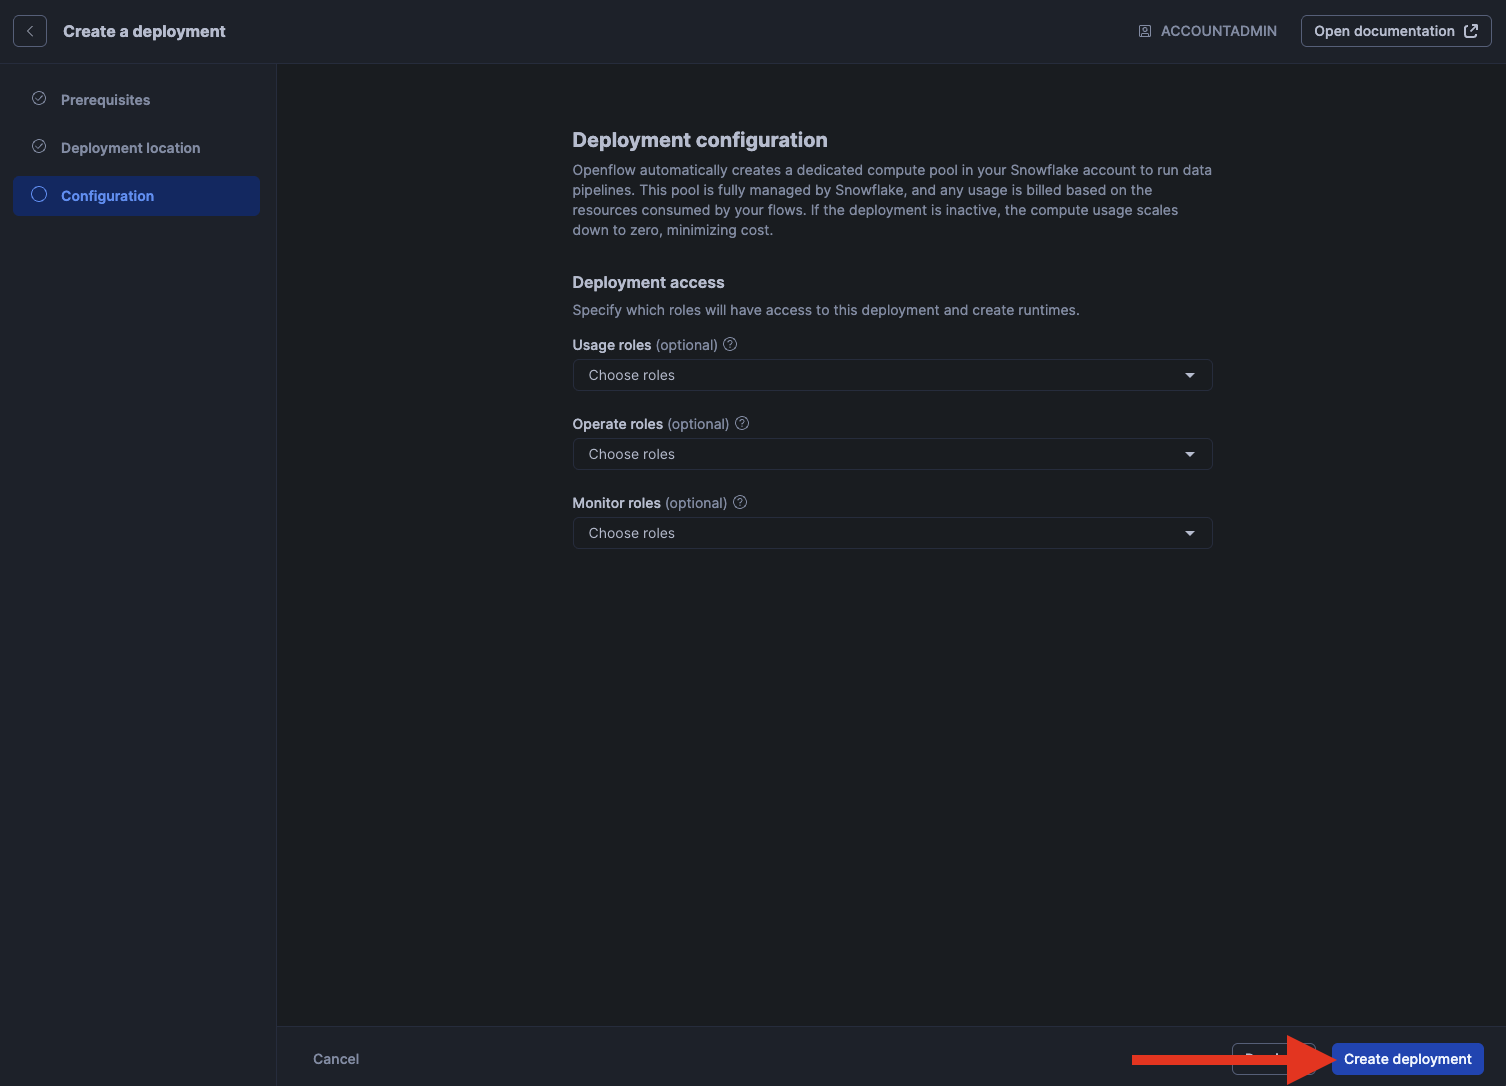 Create a deployment
ACCOUNTADMIN
Open documentation
Prerequisites
Deployment location
Configuration
Deployment configuration
Openflow automatically creates a dedicated compute pool in your Snowflake account to run data
pipelines. This pool is fully managed by Snowflake, and any usage is billed based on the
resources consumed by your flows. If the deployment is inactive, the compute usage scales
down to zero, minimizing cost.
Deployment access
Specify which roles will have access to this deployment and create runtimes.
Usage roles (optional)
Choose roles
Operate roles (optional)
Choose roles
Monitor roles (optional)
Choose roles
Cancel
Create deployment